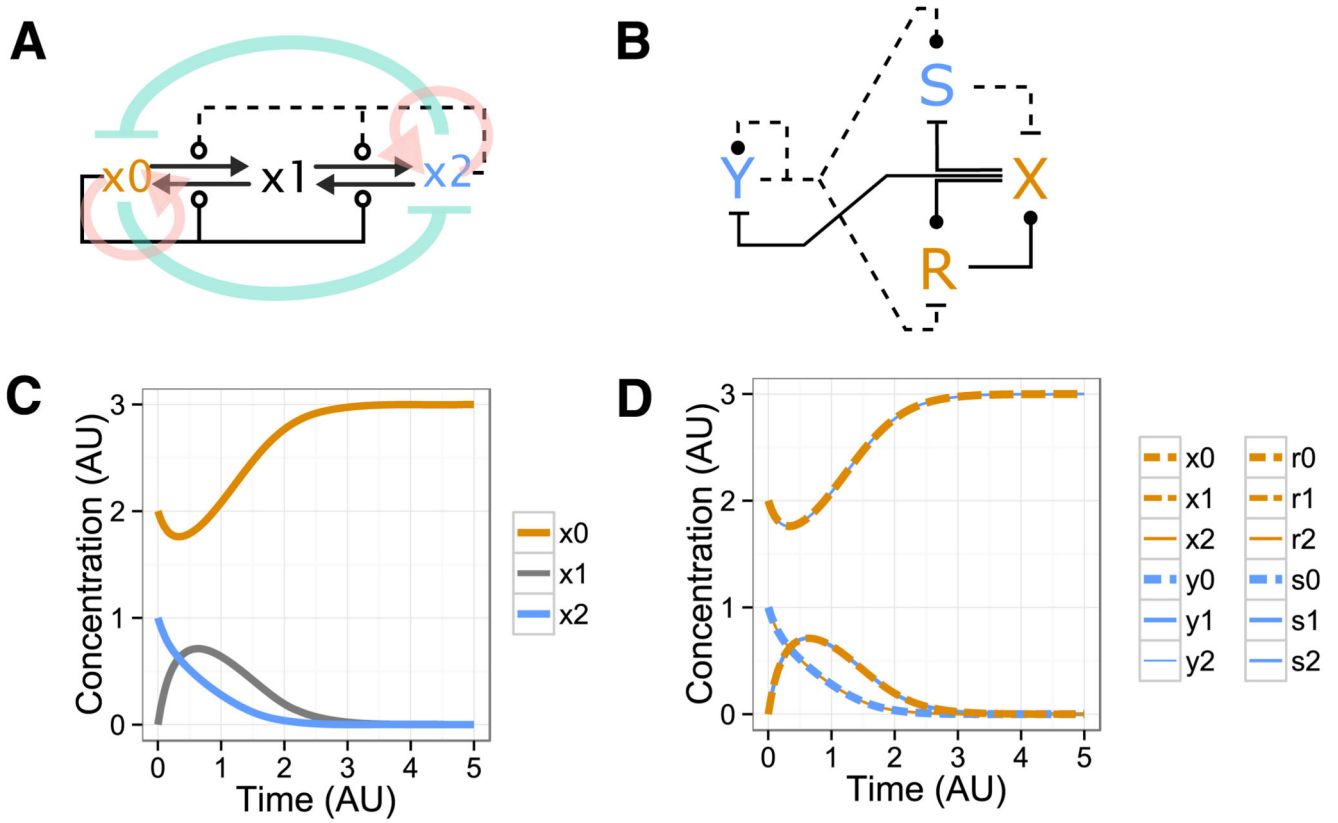 A
x0
x1
x2
B
S
Y
X
R
C
Concentration (AU)
3
2
1
0
0 1 2 3 4 5
Time (AU)
x0
x1
x2
D
Concentration (AU)
3
2
1
0
0 1 2 3 4 5
Time (AU)
x0 r0
x1 r1
x2 r2
y0 s0
y1 s1
y2 s2